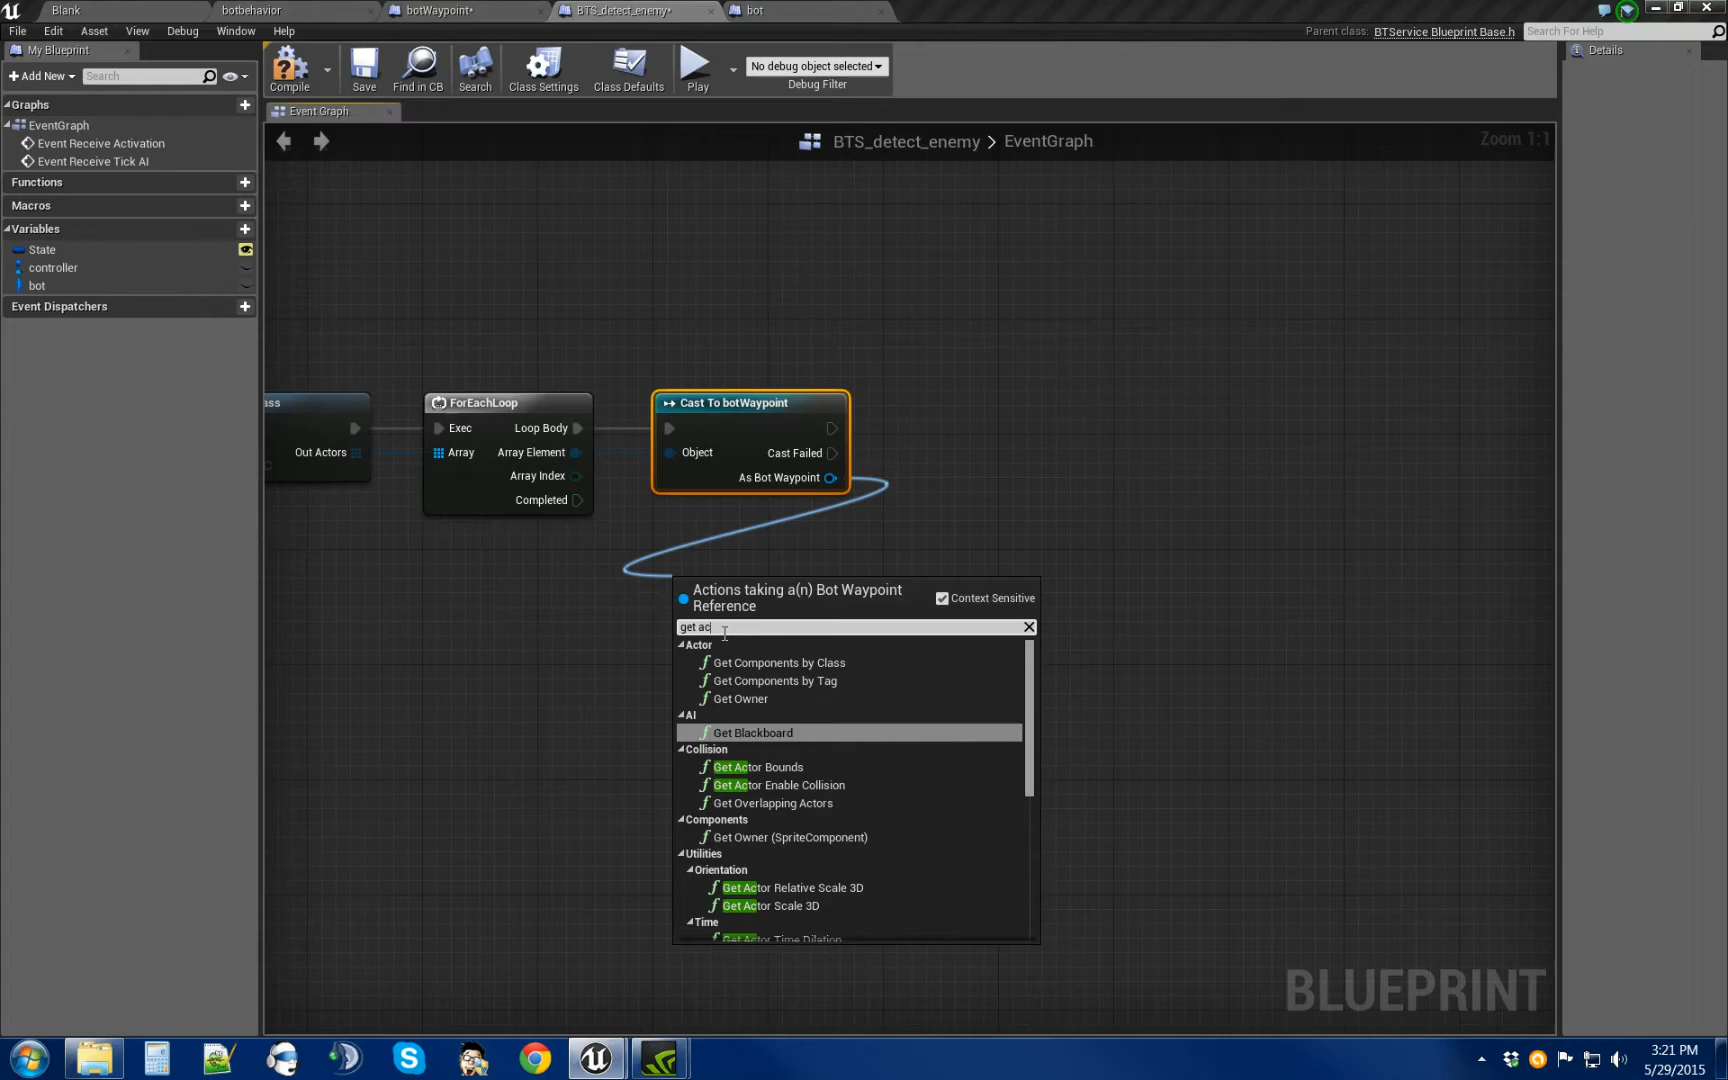 Blank
botbehavior
botWaypoint*
BTS_detect_enemy*
bot
File Edit Asset View Debug Window Help
Parent class: BTService Blueprint Base.h
Search For Help
My Blueprint
Details
Add New
Search
Compile
Save
Find in CB
Search
Class Settings
Class Defaults
Play
No debug object selected
Debug Filter
Graphs
EventGraph
Event Receive Activation
Event Receive Tick AI
Functions
Macros
Variables
State
controller
bot
Event Dispatchers
Event Graph
BTS_detect_enemy > EventGraph
Zoom 1:1
ass
Out Actors
ForEachLoop
Exec
Loop Body
Array
Array Element
Array Index
Completed
Cast To botWaypoint
Object
Cast Failed
As Bot Waypoint
Actions taking a(n) Bot Waypoint
Reference
Context Sensitive
get ac
Actor
Get Components by Class
Get Components by Tag
Get Owner
AI
Get Blackboard
Collision
Get Actor Bounds
Get Actor Enable Collision
Get Overlapping Actors
Components
Get Owner (SpriteComponent)
Utilities
Orientation
Get Actor Relative Scale 3D
Get Actor Scale 3D
Time
Get Actor Time Dilation
BLUEPRINT
3:21 PM
5/29/2015